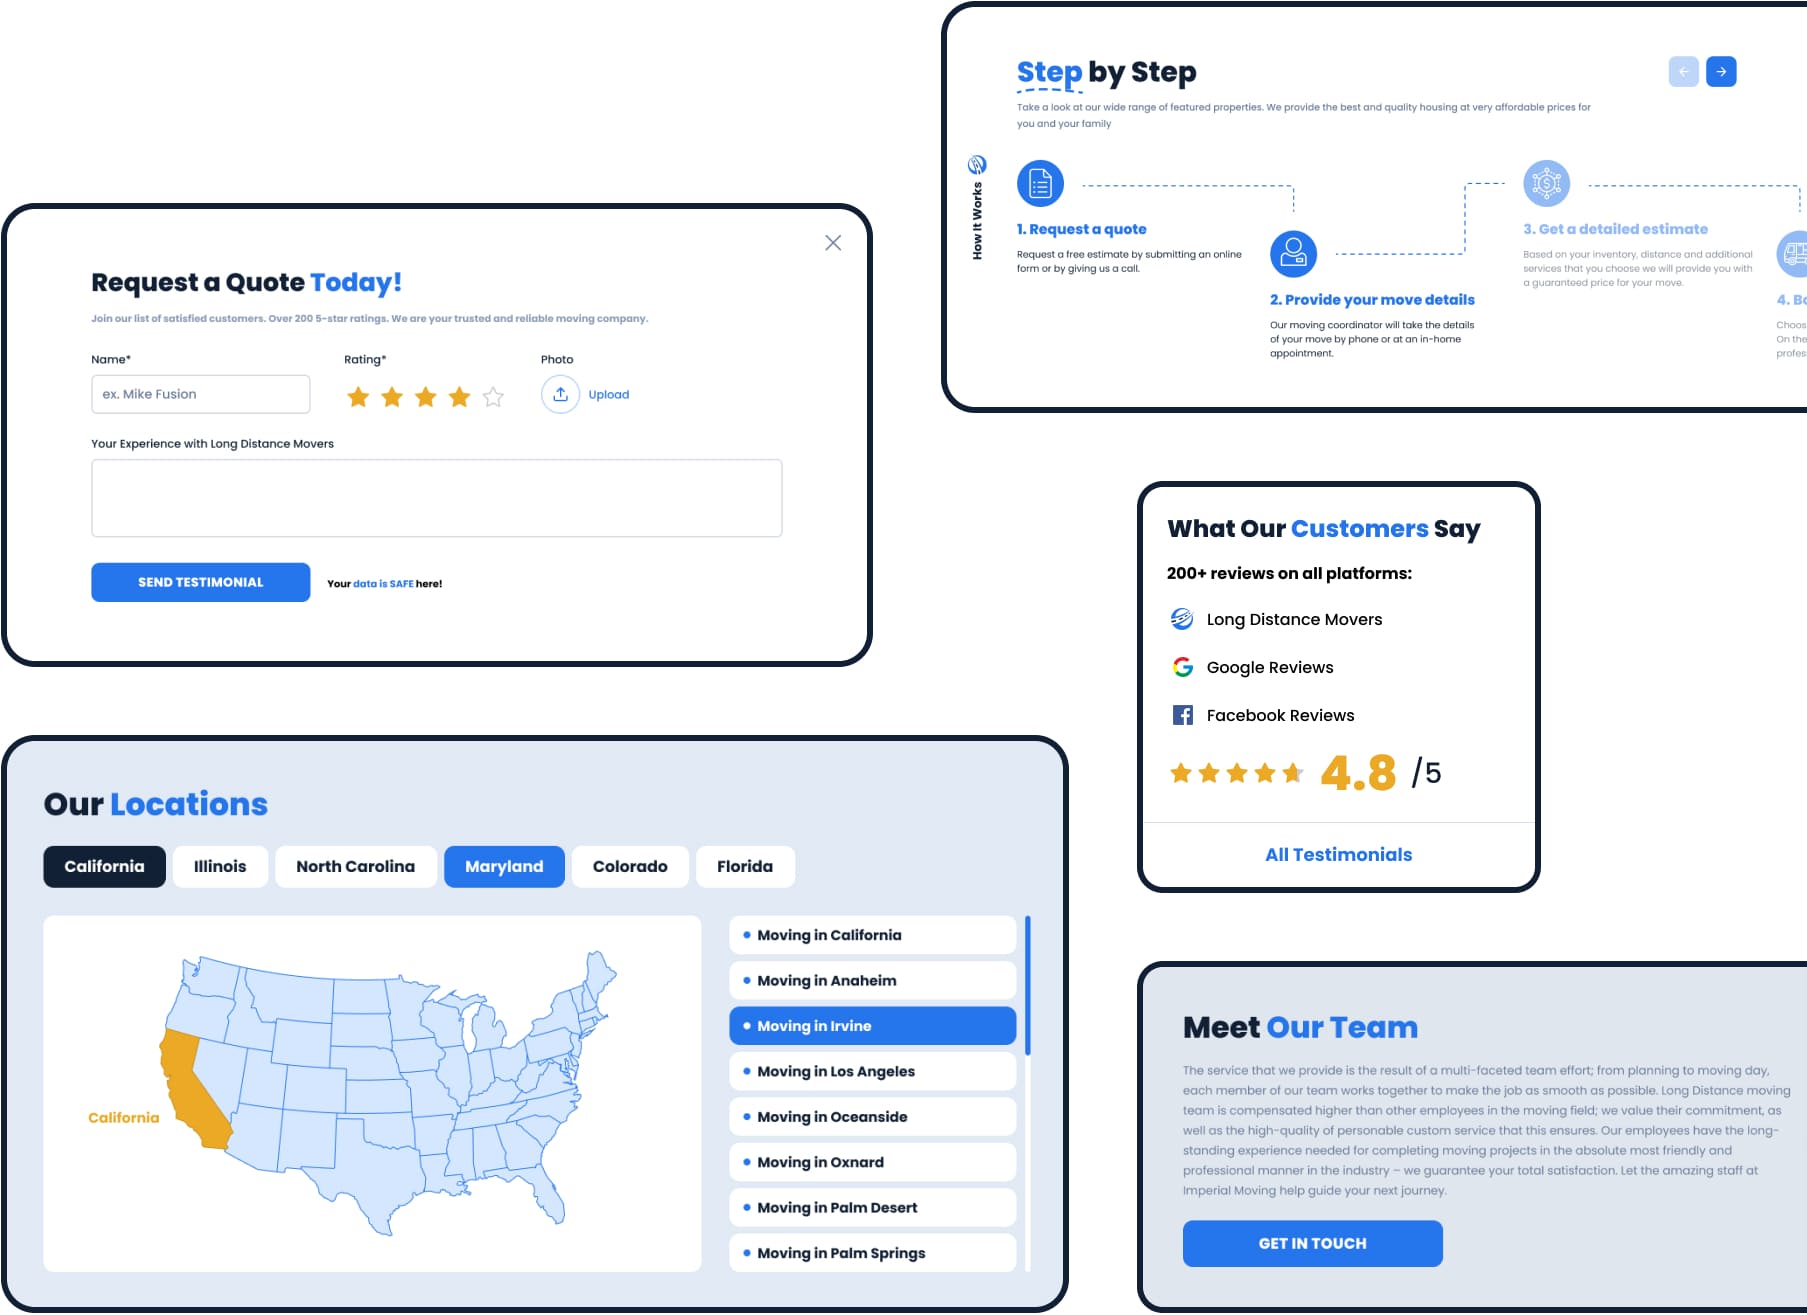 Step by Step
Take a look at our wide range of featured properties. We provide the best and quality housing at very affordable prices for
you and your family
How It Works
1. Request a quote
Request a free estimate by submitting an online
form or by giving us a call.
2. Provide your move details
Our moving coordinator will take the details
of your move by phone or at an in-home
appointment.
3. Get a detailed estimate
Based on your inventory, distance and additional
services that you choose we will provide you with
a guaranteed price for your move.
4.
On the
Request a Quote Today!
Join our list of satisfied customers. Over 200 5-star ratings. We are your trusted and reliable moving company.
Name*
Rating*
Photo
ex. Mike Fusion
Upload
Your Experience with Long Distance Movers
SEND TESTIMONIAL
Your data is SAFE here!
What Our Customers Say
200+ reviews on all platforms:
Long Distance Movers
Google Reviews
Facebook Reviews
4.8 /5
All Testimonials
Our Locations
California
Illinois
North Carolina
Maryland
Colorado
Florida
California
Moving in California
Moving in Anaheim
Moving in Irvine
Moving in Los Angeles
Moving in Oceanside
Moving in Oxnard
Moving in Palm Desert
Moving in Palm Springs
Meet Our Team
The service that we provide is the result of a multi-faceted team effort; from planning to moving day,
each member of our team works together to make the job as smooth as possible. Long Distance moving
team is compensated higher than other employees in the moving field; we value their commitment, as
well as the high-quality of personable custom service that this ensures. Our employees have the long-
standing experience needed for completing moving projects in the absolute most friendly and
professional manner in the industry – we guarantee your total satisfaction. Let the amazing staff at
Imperial Moving help guide your next journey.
GET IN TOUCH